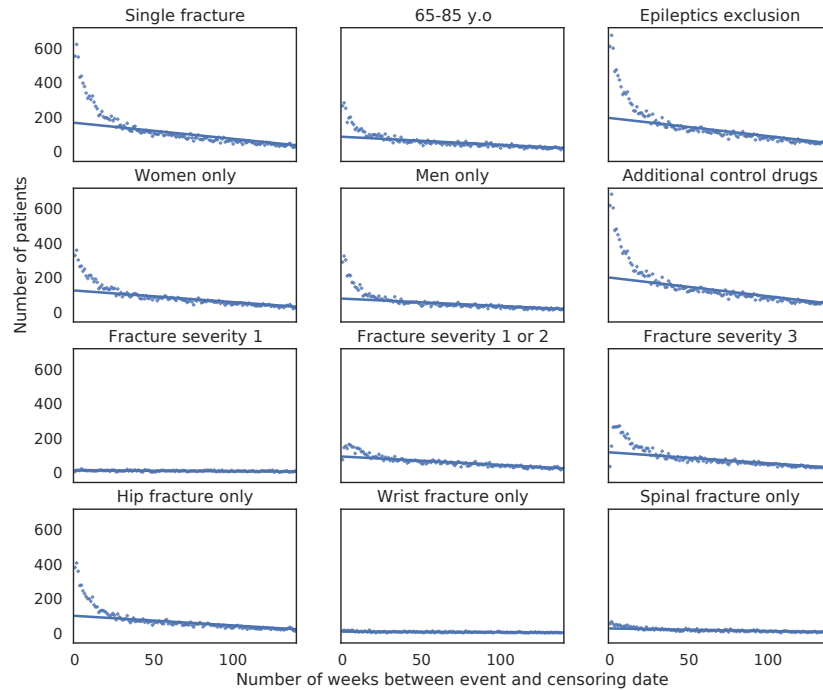 Single fracture
65-85 y.o
Epileptics exclusion
600
400
200
0
Women only
Men only
Additional control drugs
600
400
200
0
Number of patients
Fracture severity 1
Fracture severity 1 or 2
Fracture severity 3
600
400
200
0
Hip fracture only
Wrist fracture only
Spinal fracture only
600
400
200
0
0 50 100
0 50 100
0 50 100
Number of weeks between event and censoring date